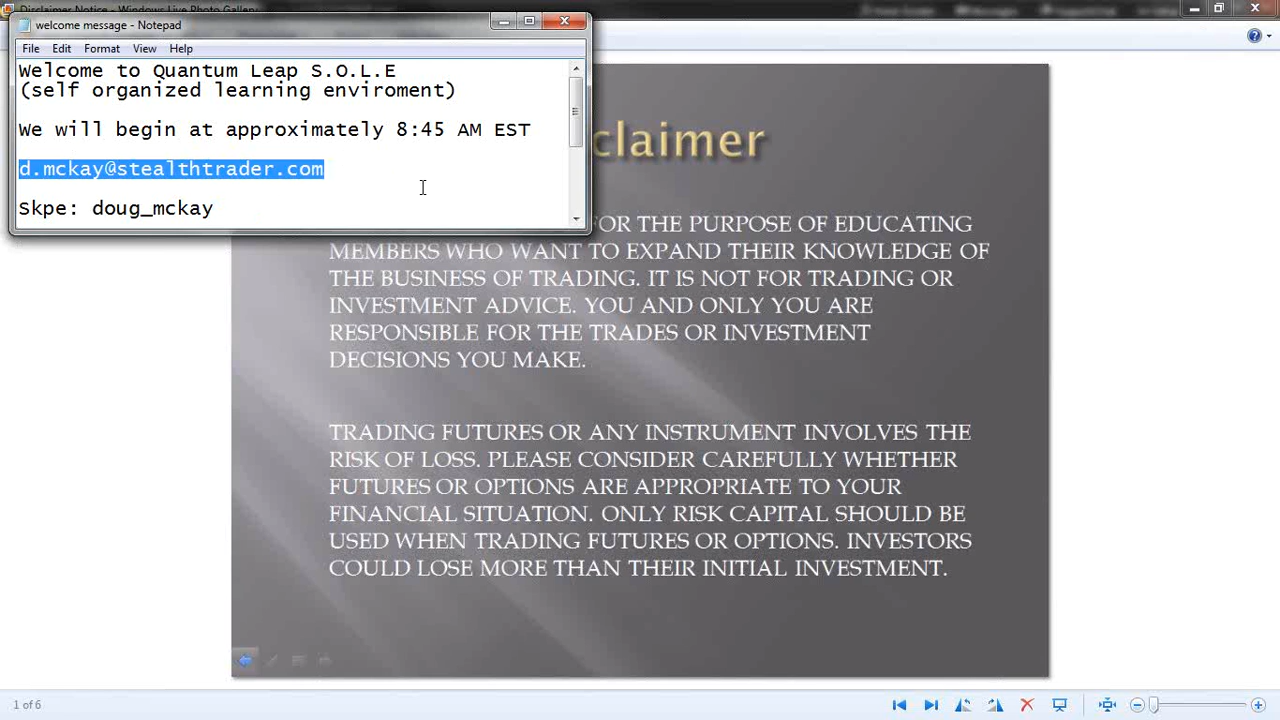 Disclaimer Notice - Windows Live Photo Gallery
welcome message - Notepad
File Edit Format View Help
Welcome to Quantum Leap S.O.L.E
(self organized learning enviroment)
We will begin at approximately 8:45 AM EST
d.mckay@stealthtrader.com
Skpe: doug_mckay
claimer
FOR THE PURPOSE OF EDUCATING
MEMBERS WHO WANT TO EXPAND THEIR KNOWLEDGE OF
THE BUSINESS OF TRADING. IT IS NOT FOR TRADING OR
INVESTMENT ADVICE. YOU AND ONLY YOU ARE
RESPONSIBLE FOR THE TRADES OR INVESTMENT
DECISIONS YOU MAKE.
TRADING FUTURES OR ANY INSTRUMENT INVOLVES THE
RISK OF LOSS. PLEASE CONSIDER CAREFULLY WHETHER
FUTURES OR OPTIONS ARE APPROPRIATE TO YOUR
FINANCIAL SITUATION. ONLY RISK CAPITAL SHOULD BE
USED WHEN TRADING FUTURES OR OPTIONS. INVESTORS
COULD LOSE MORE THAN THEIR INITIAL INVESTMENT.
1 of 6